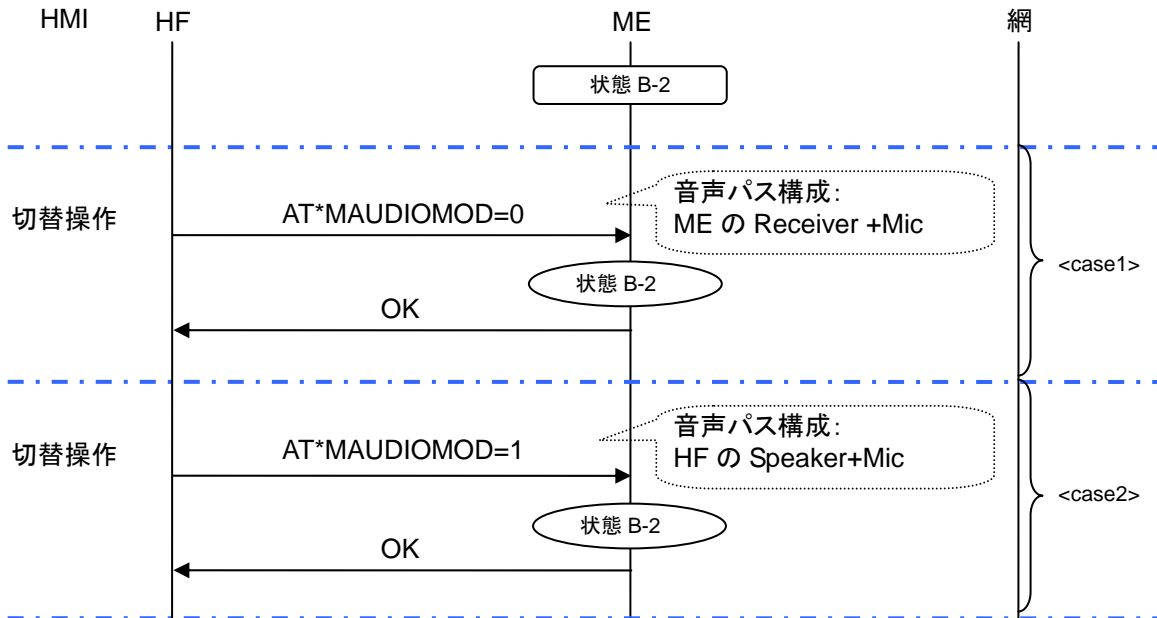 HMI
HF
ME
網
状態 B-2
切替操作
AT*MAUDIOMOD=0
音声パス構成:
ME の Receiver +Mic
状態 B-2
<case1>
OK
切替操作
AT*MAUDIOMOD=1
音声パス構成:
HF の Speaker+Mic
状態 B-2
<case2>
OK